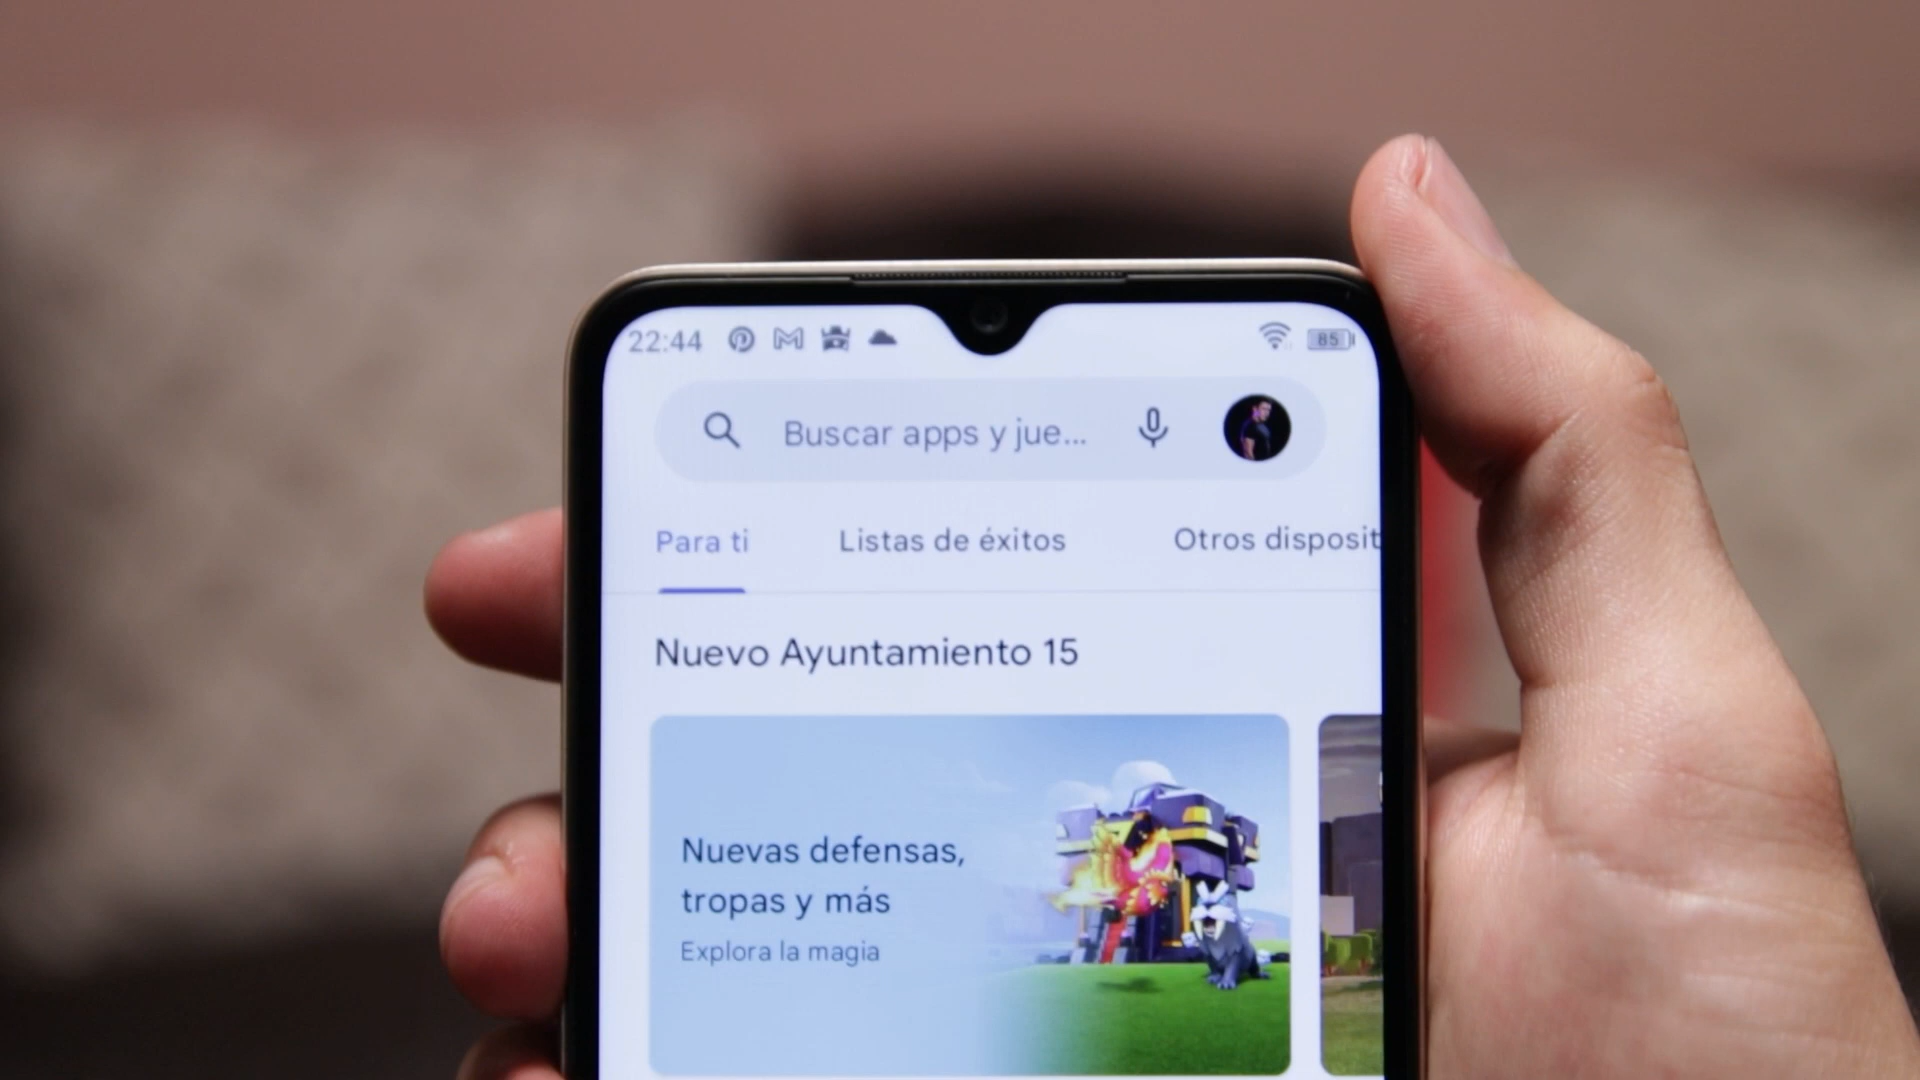 22:44
85
Buscar apps y jue...
Para ti
Listas de éxitos
Otros disposit
Nuevo Ayuntamiento 15
Nuevas defensas,
tropas y más
Explora la magia